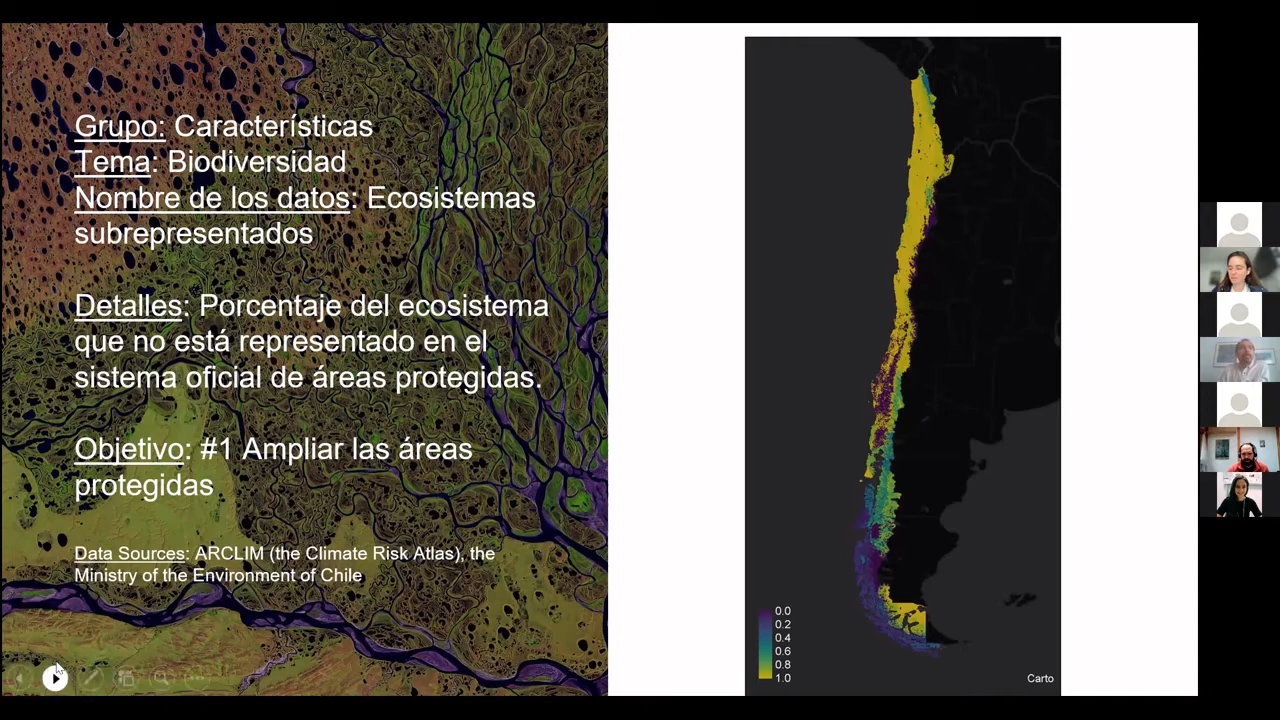 Grupo: Características
Tema: Biodiversidad
Nombre de los datos: Ecosistemas
subrepresentados
Detalles: Porcentaje del ecosistema
que no está representado en el
sistema oficial de áreas protegidas.
Objetivo: #1 Ampliar las áreas
protegidas
Data Sources: ARCLIM (the Climate Risk Atlas), the
Ministry of the Environment of Chile
0.0
0.2
0.4
0.6
0.8
1.0
Carto